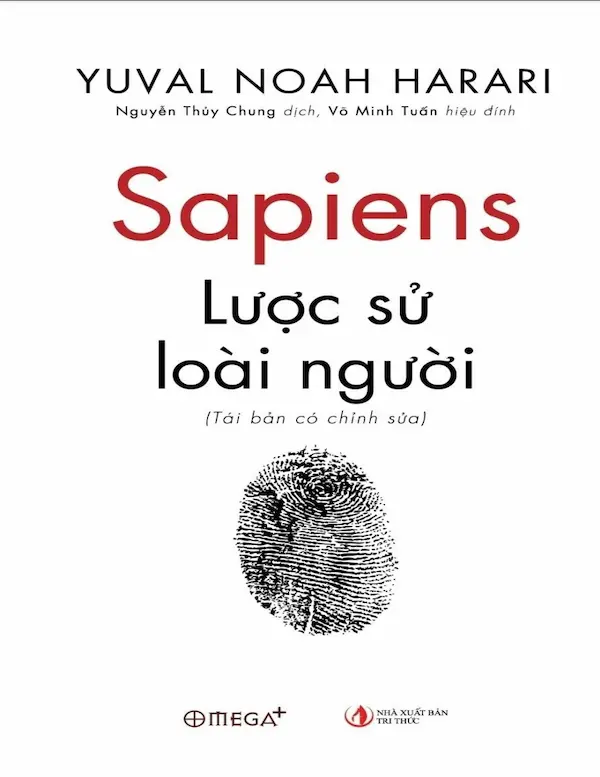 YUVAL NOAH HARARI
Nguyễn Thủy Chung dịch, Võ Minh Tuấn hiệu đính
Sapiens
Lược sử
loài người
(Tái bản có chỉnh sửa)
OMEGA+
NHÀ XUẤT BẢN
TRI THỨC